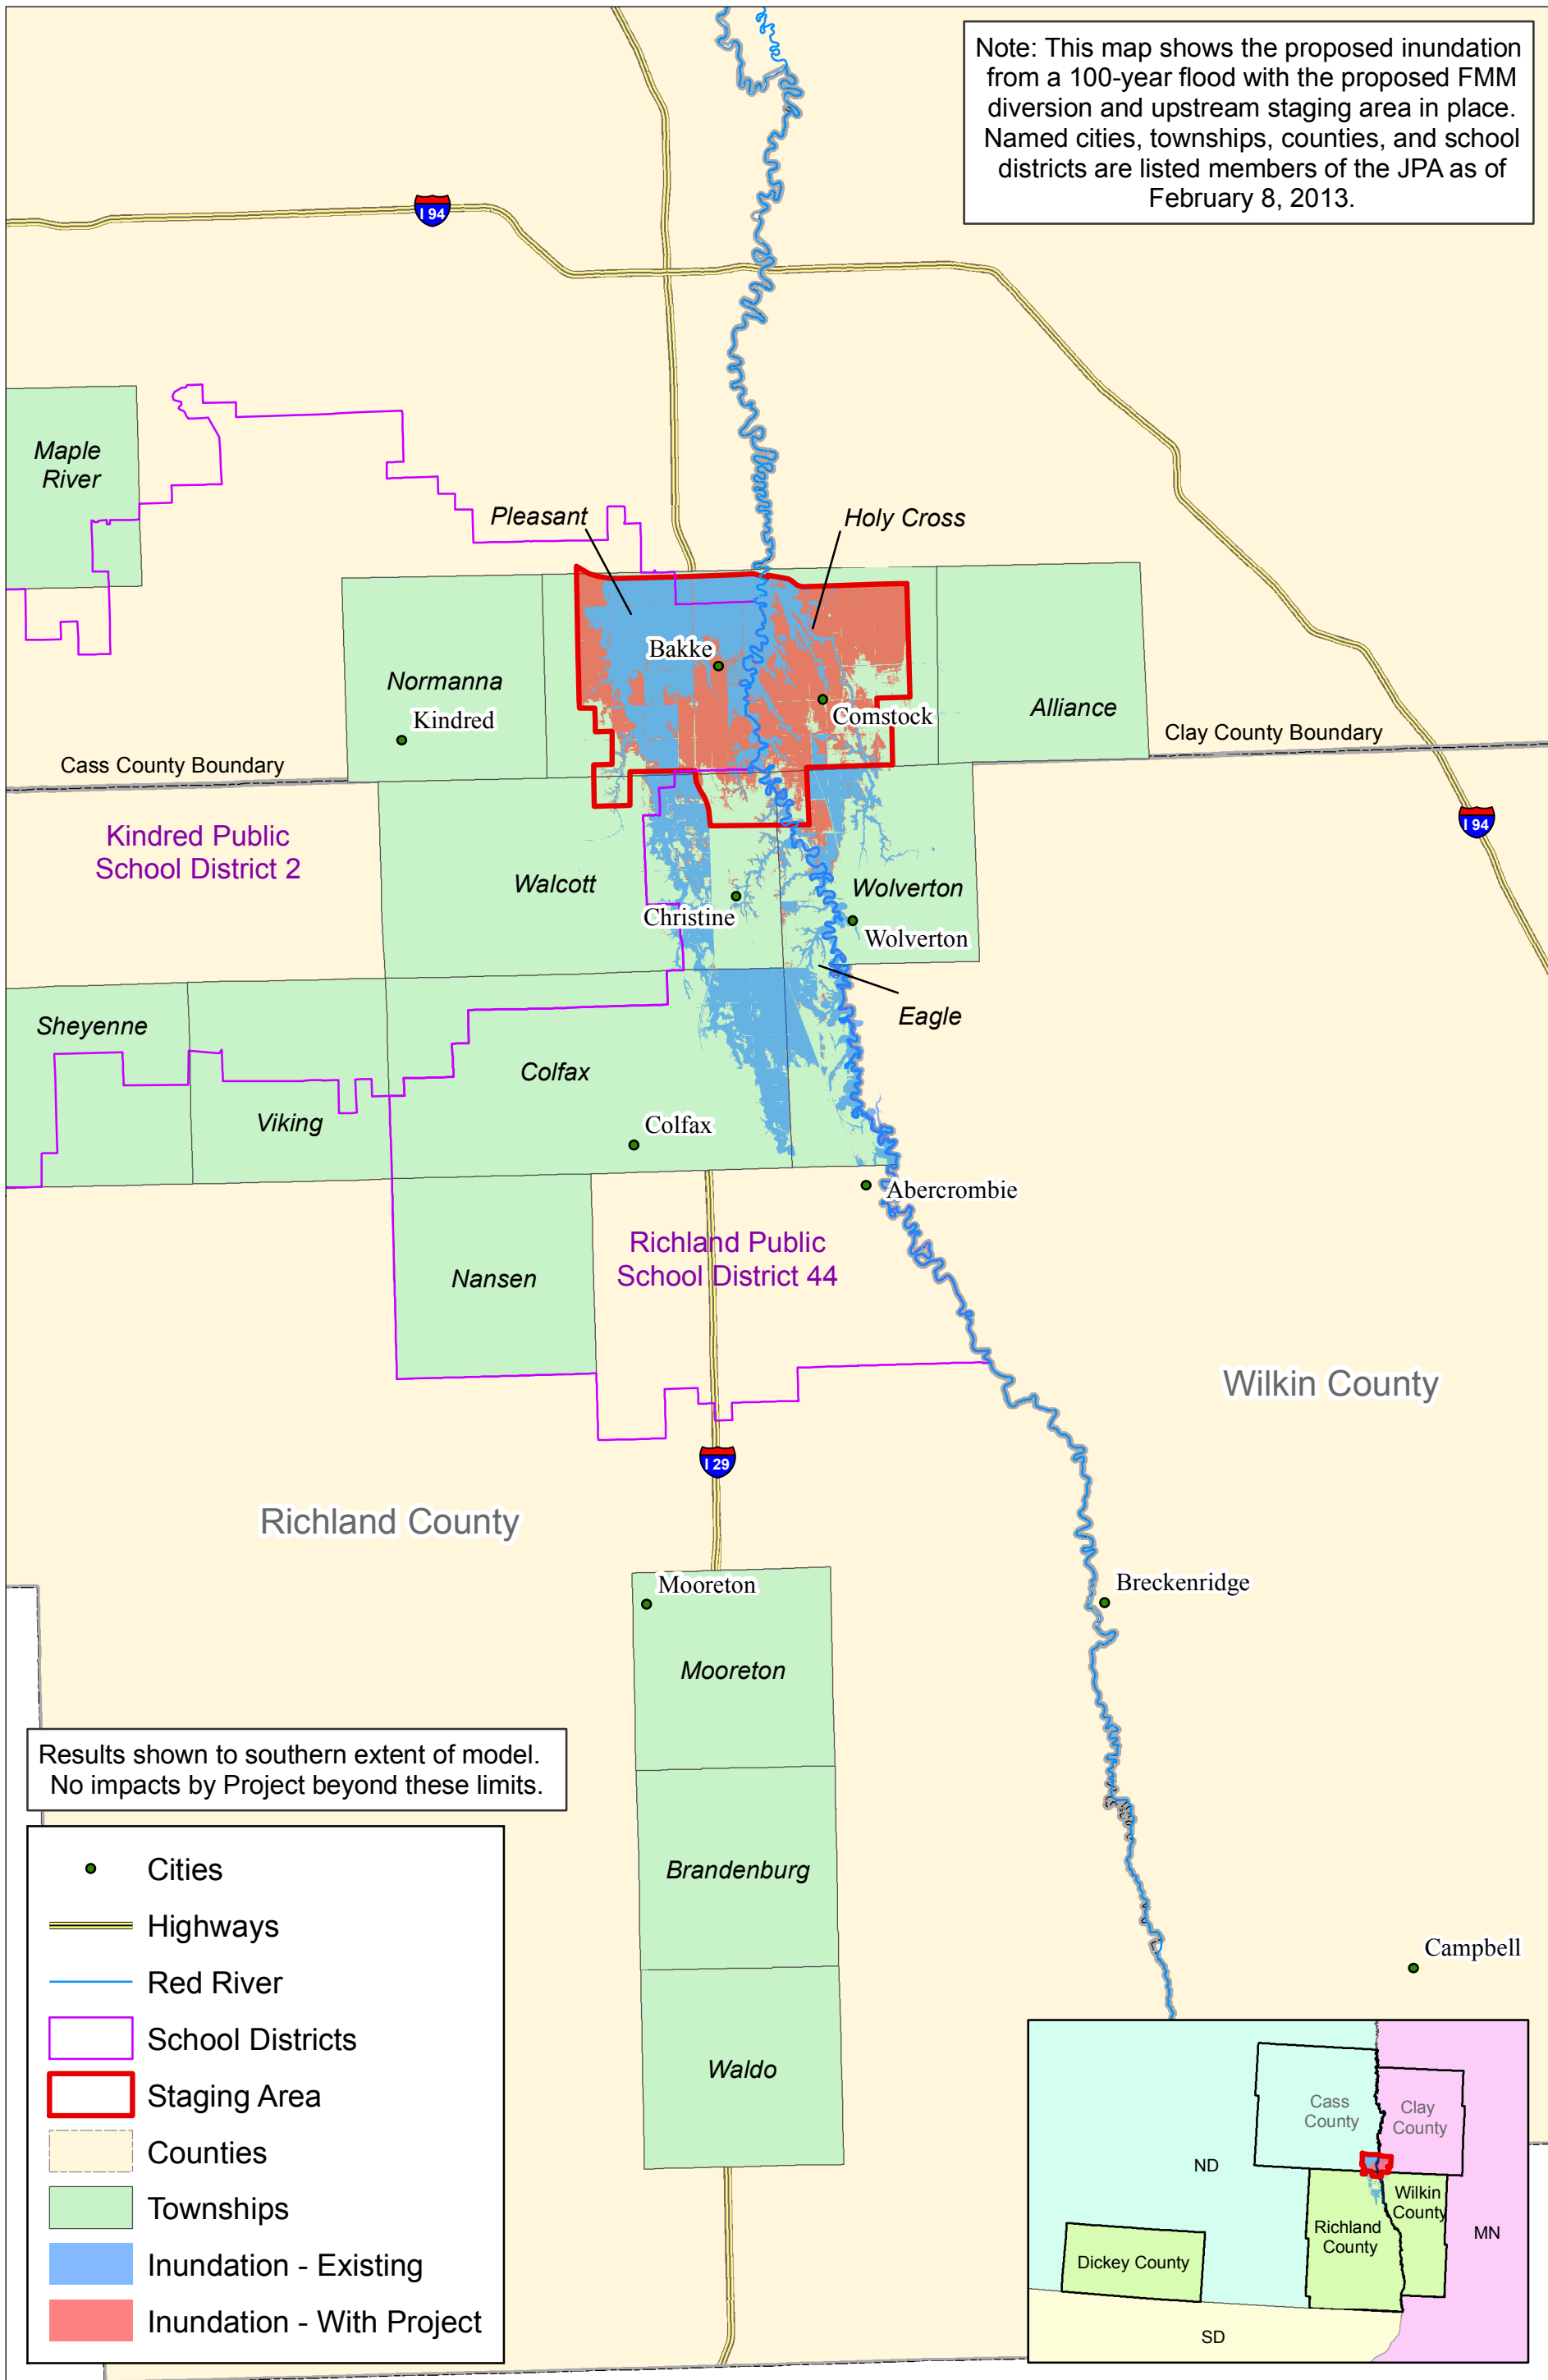 Note: This map shows the proposed inundation
from a 100-year flood with the proposed FMM
diversion and upstream staging area in place.
Named cities, townships, counties, and school
districts are listed members of the JPA as of
February 8, 2013.
I 94
Maple
River
Pleasant
Holy Cross
Bakke
Normanna
Kindred
Comstock
Alliance
Cass County Boundary
Clay County Boundary
I 94
Kindred Public
School District 2
Walcott
Wolverton
Christine
Wolverton
Eagle
Sheyenne
Colfax
Viking
Colfax
Abercrombie
Richland Public
School District 44
Nansen
Wilkin County
I 29
Richland County
Mooreton
Breckenridge
Mooreton
Results shown to southern extent of model.
No impacts by Project beyond these limits.
Brandenburg
Campbell
Waldo
Cities
Highways
Red River
School Districts
Staging Area
Counties
Townships
Inundation - Existing
Inundation - With Project
Cass
County
Clay
County
ND
Wilkin
County
Richland
County
MN
Dickey County
SD